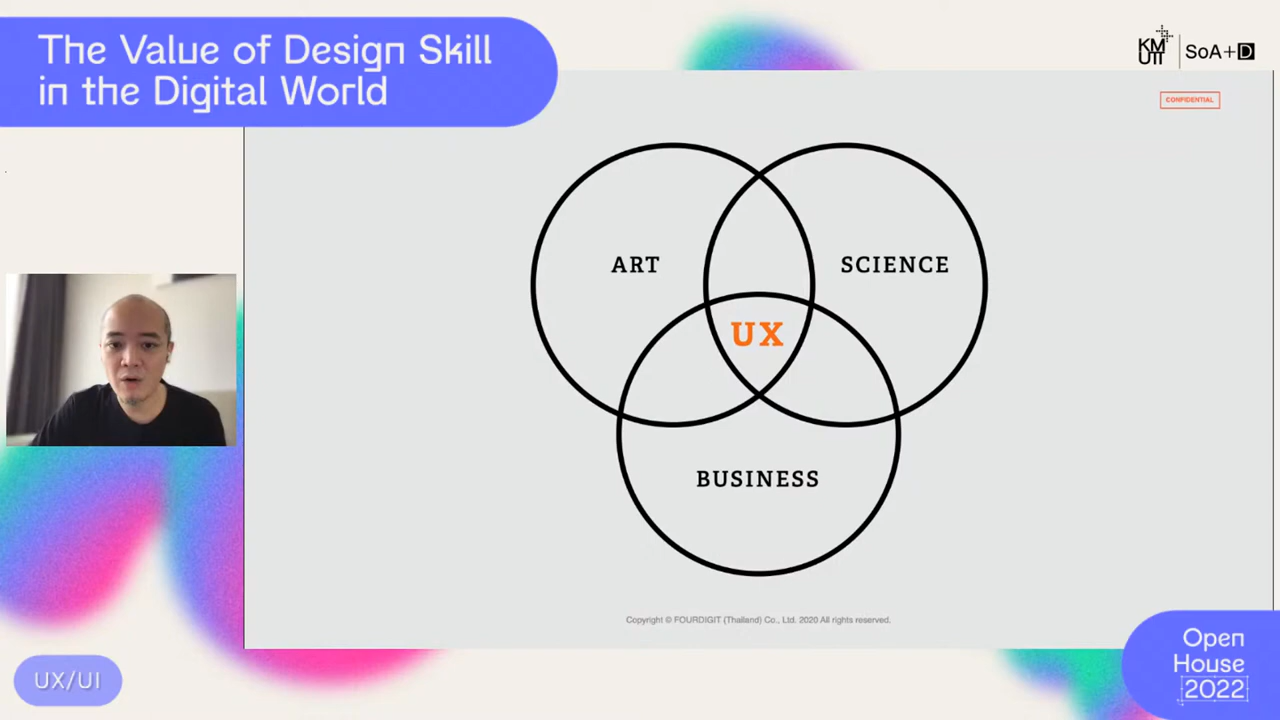 The Value of Design Skill
in the Digital World
KM
UTT
SoA+D
CONFIDENTIAL
ART
SCIENCE
UX
BUSINESS
Copyright © FOURDIGIT (Thailand) Co., Ltd. 2020 All rights reserved.
UX/UI
Open
House
2022